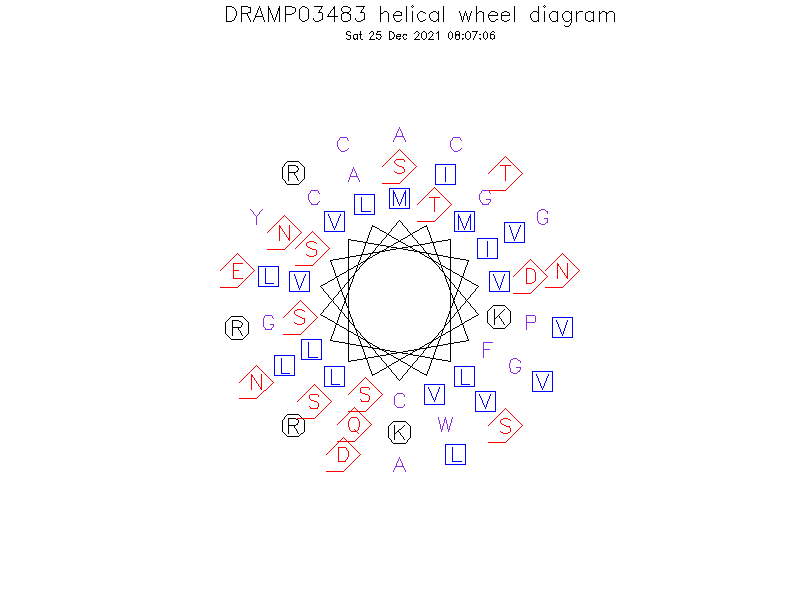 DRAMP03483 helical wheel diagram
Sat 25 Dec 2021 08:07:06
A
C C
S
R A I T
C L M T G
Y V M G
N V
S I
E L V V D N
R G S K P V
L F
L G
N L L V
S S C V V
R Q K W S
D L
A